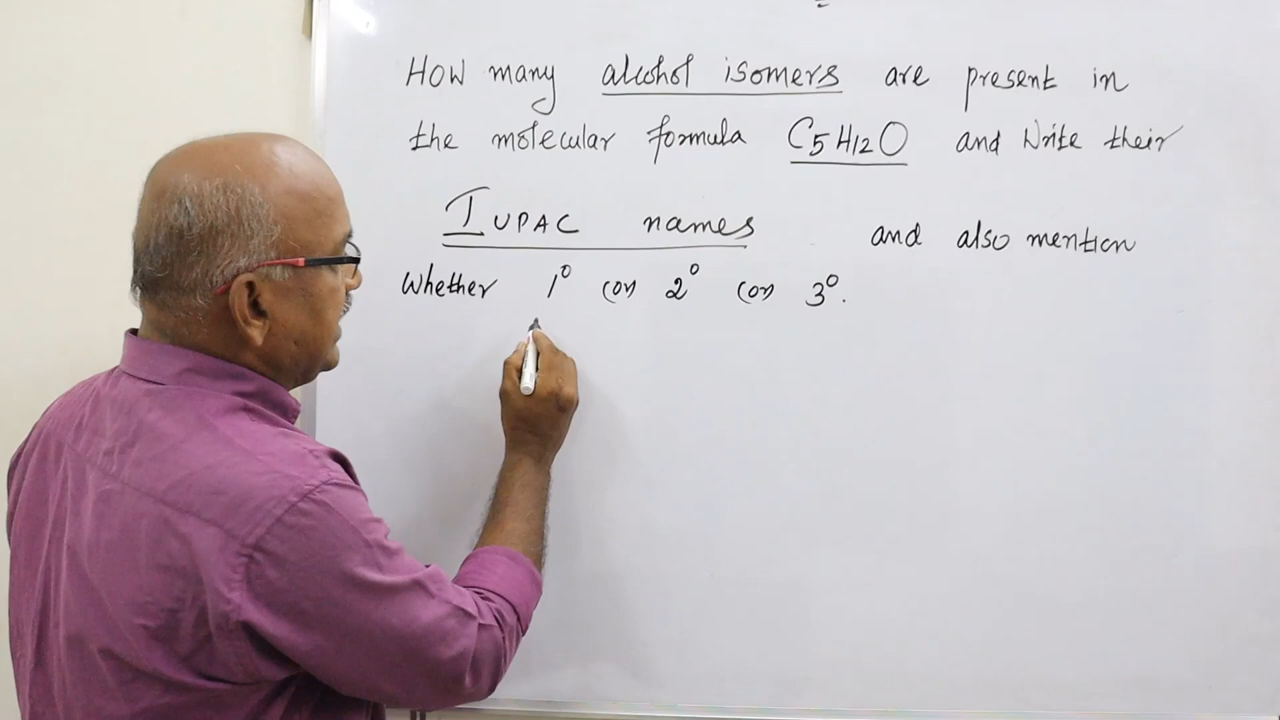 How many alcohol isomers are present in
the molecular formula C5H12O and Write their
IUPAC names and also mention
Whether 1° (or) 2° (or) 3°.